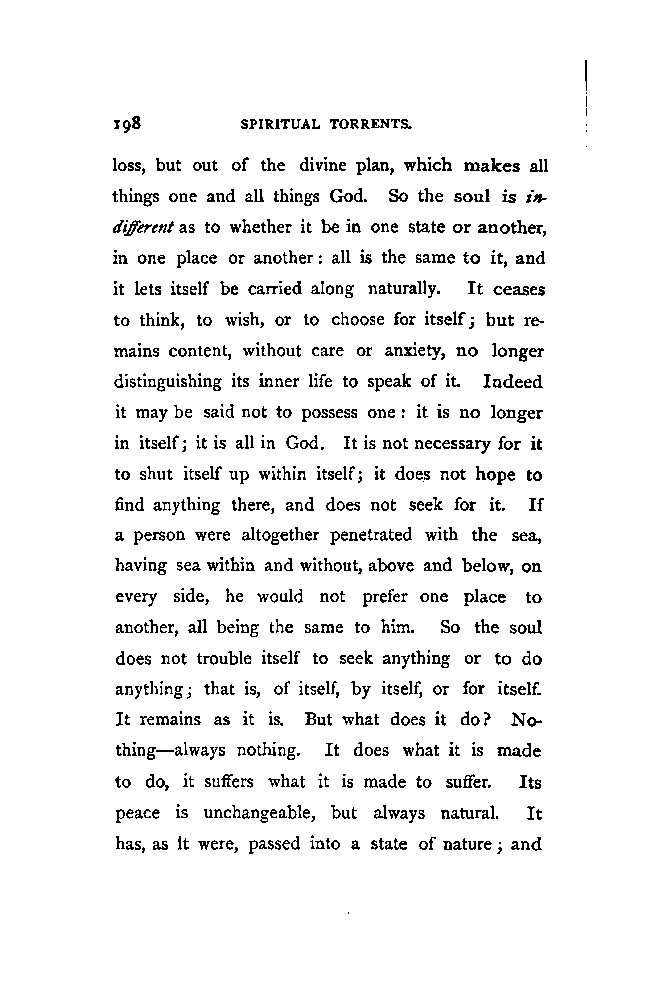 198 SPIRITUAL TORRENTS.
loss, but out of the divine plan, which makes all
things one and all things God. So the soul is in-
different as to whether it be in one state or another,
in one place or another : all is the same to it, and
it lets itself be carried along naturally. It ceases
to think, to wish, or to choose for itself ; but re-
mains content, without care or anxiety, no longer
distinguishing its inner life to speak of it. Indeed
it may be said not to possess one : it is no longer
in itself ; it is all in God. It is not necessary for it
to shut itself up within itself ; it does not hope to
find anything there, and does not seek for it. If
a person were altogether penetrated with the sea,
having sea within and without, above and below, on
every side, he would not prefer one place to
another, all being the same to him. So the soul
does not trouble itself to seek anything or to do
anything ; that is, of itself, by itself, or for itself.
It remains as it is. But what does it do? No-
thing—always nothing. It does what it is made
to do, it suffers what it is made to suffer. Its
peace is unchangeable, but always natural. It
has, as it were, passed into a state of nature ; and